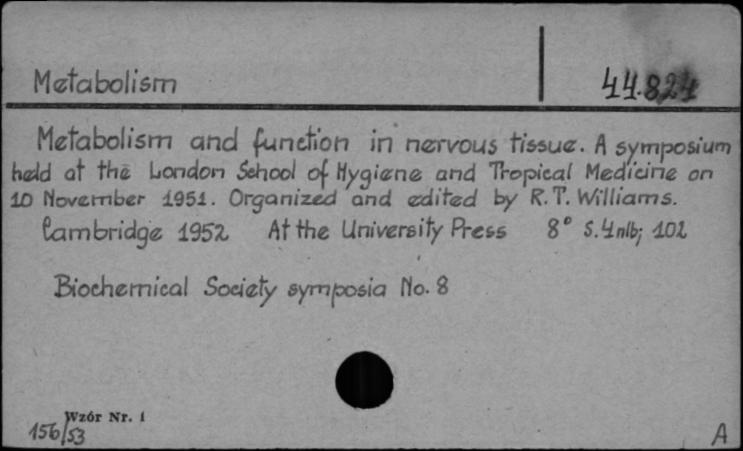 Metabolism
44.824
Metabolism and function in nervous tissue. A symposium
held at the London School of Hygiene and Tropical Medicine on
10 November 1951. Organized and edited by R.T. Williams.
Cambridge 1952 At the University Press 8° S.4nlb; 102
Biochemical Society symposia No. 8
Wzór Nr. 1
156/53
A